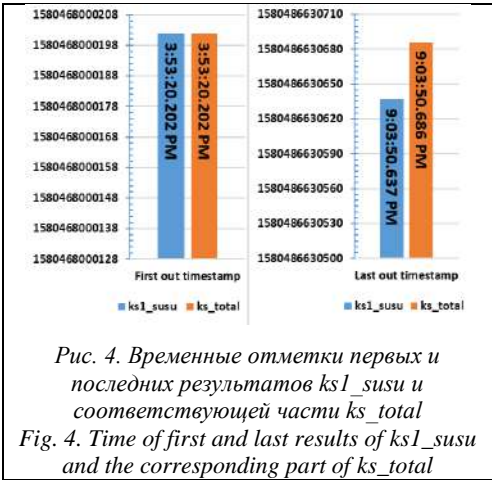 1580468000208
1580468000198
1580468000188
1580468000178
1580468000168
1580468000158
1580468000148
1580468000138
1580468000128
3:53:20.202 PM
3:53:20.202 PM
First out timestamp
ks1_susu ks_total
1580486630710
1580486630680
1580486630650
1580486630620
1580486630590
1580486630560
1580486630530
1580486630500
9:03:50.637 PM
9:03:50.686 PM
Last out timestamp
ks1_susu ks_total
Рис. 4. Временные отметки первых и
последних результатов ks1_susu и
соответствующей части ks_total
Fig. 4. Time of first and last results of ks1_susu
and the corresponding part of ks_total